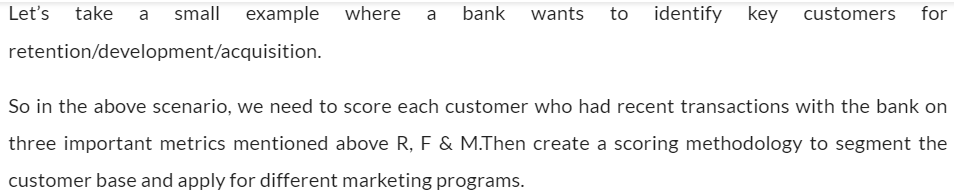 Let's take a small example where a bank wants to identify key customers for
retention/development/acquisition.
So in the above scenario, we need to score each customer who had recent transactions with the bank on
three important metrics mentioned above R, F & M.Then create a scoring methodology to segment the
customer base and apply for different marketing programs.